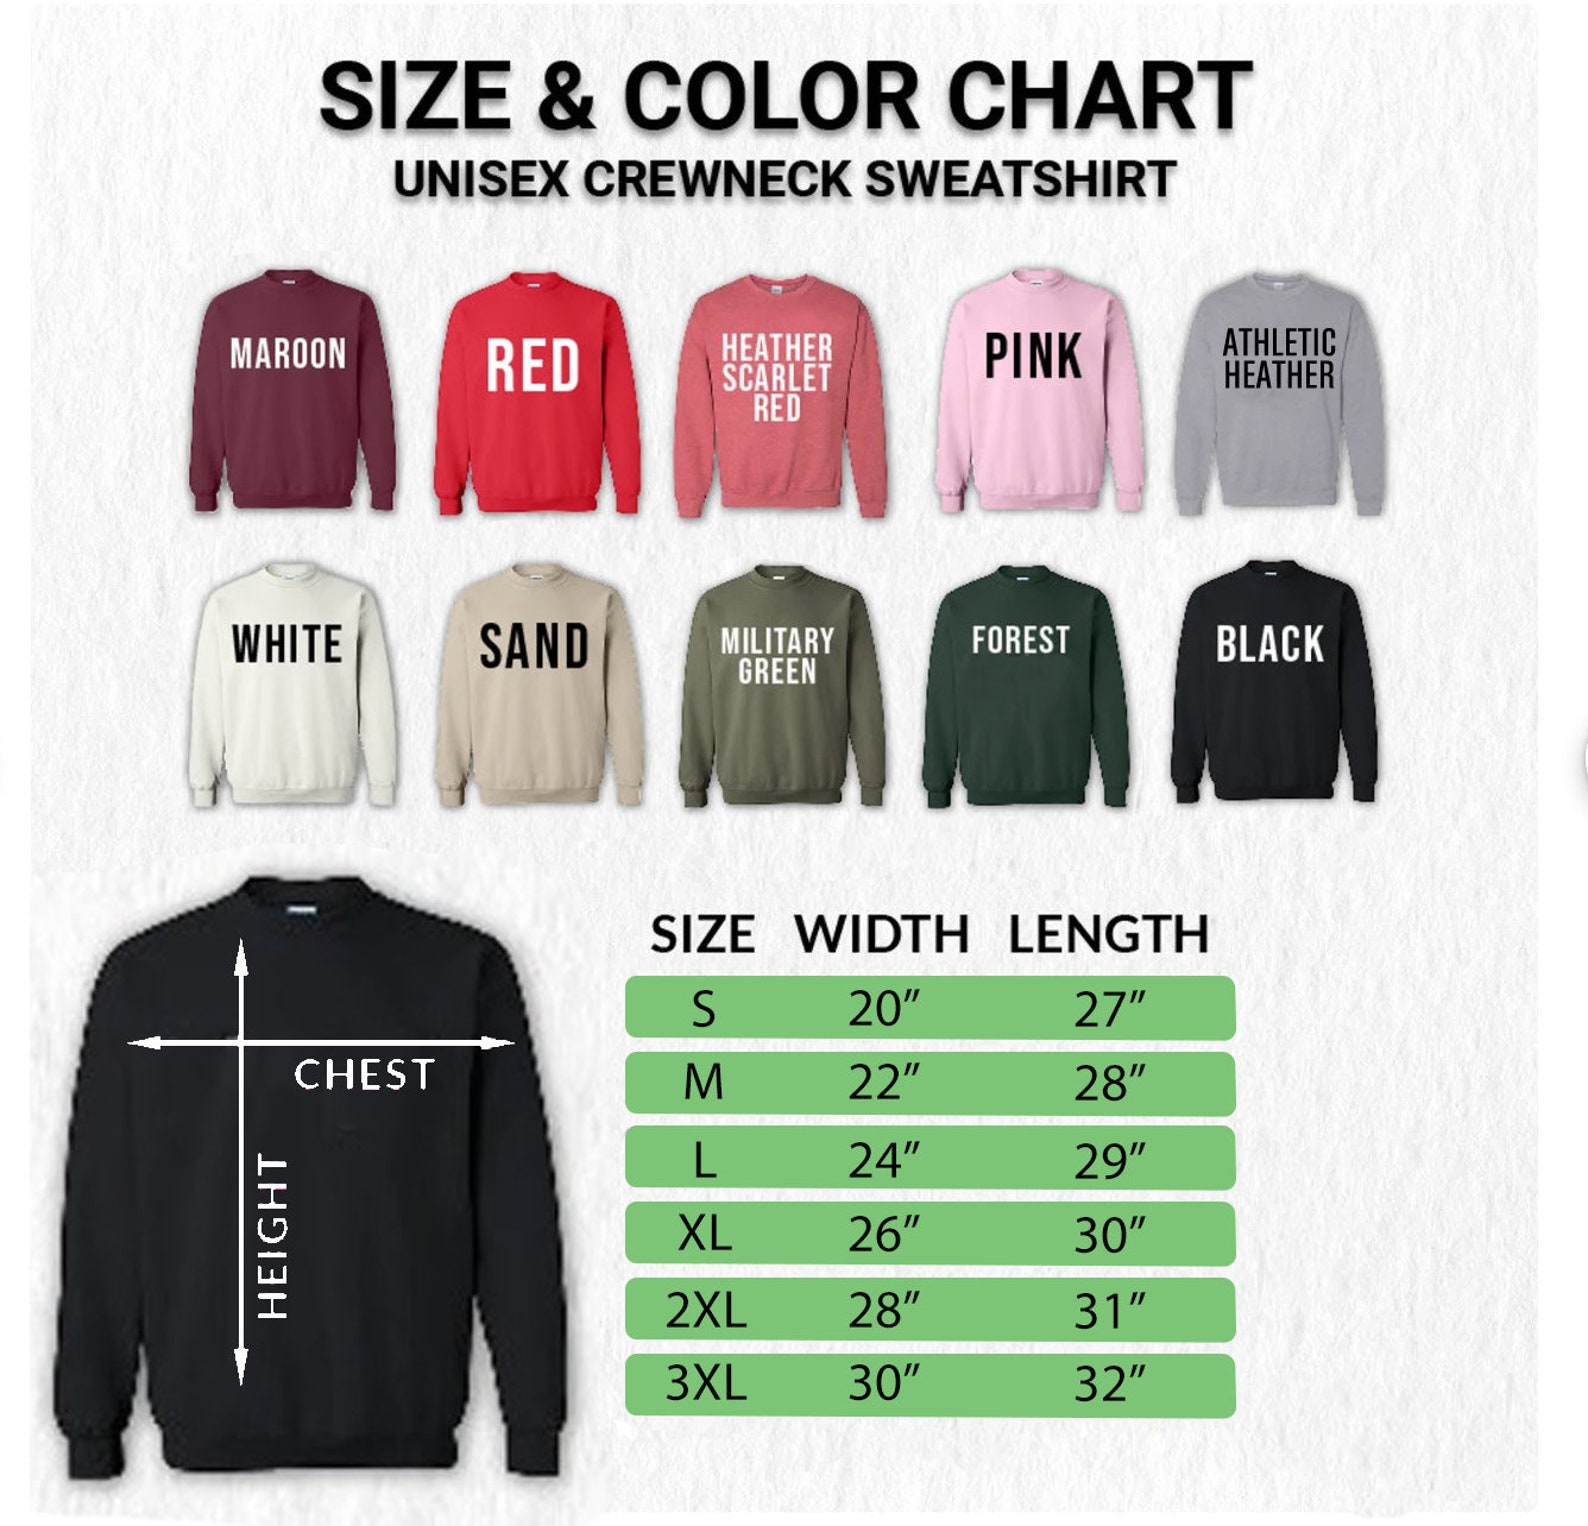 SIZE & COLOR CHART
UNISEX CREWNECK SWEATSHIRT
MAROON
RED
HEATHER
SCARLET
RED
PINK
ATHLETIC
HEATHER
WHITE
SAND
MILITARY
GREEN
FOREST
BLACK
CHEST
HEIGHT
SIZE WIDTH LENGTH
S 20” 27”
M 22” 28”
L 24” 29”
XL 26” 30”
2XL 28” 31”
3XL 30” 32”